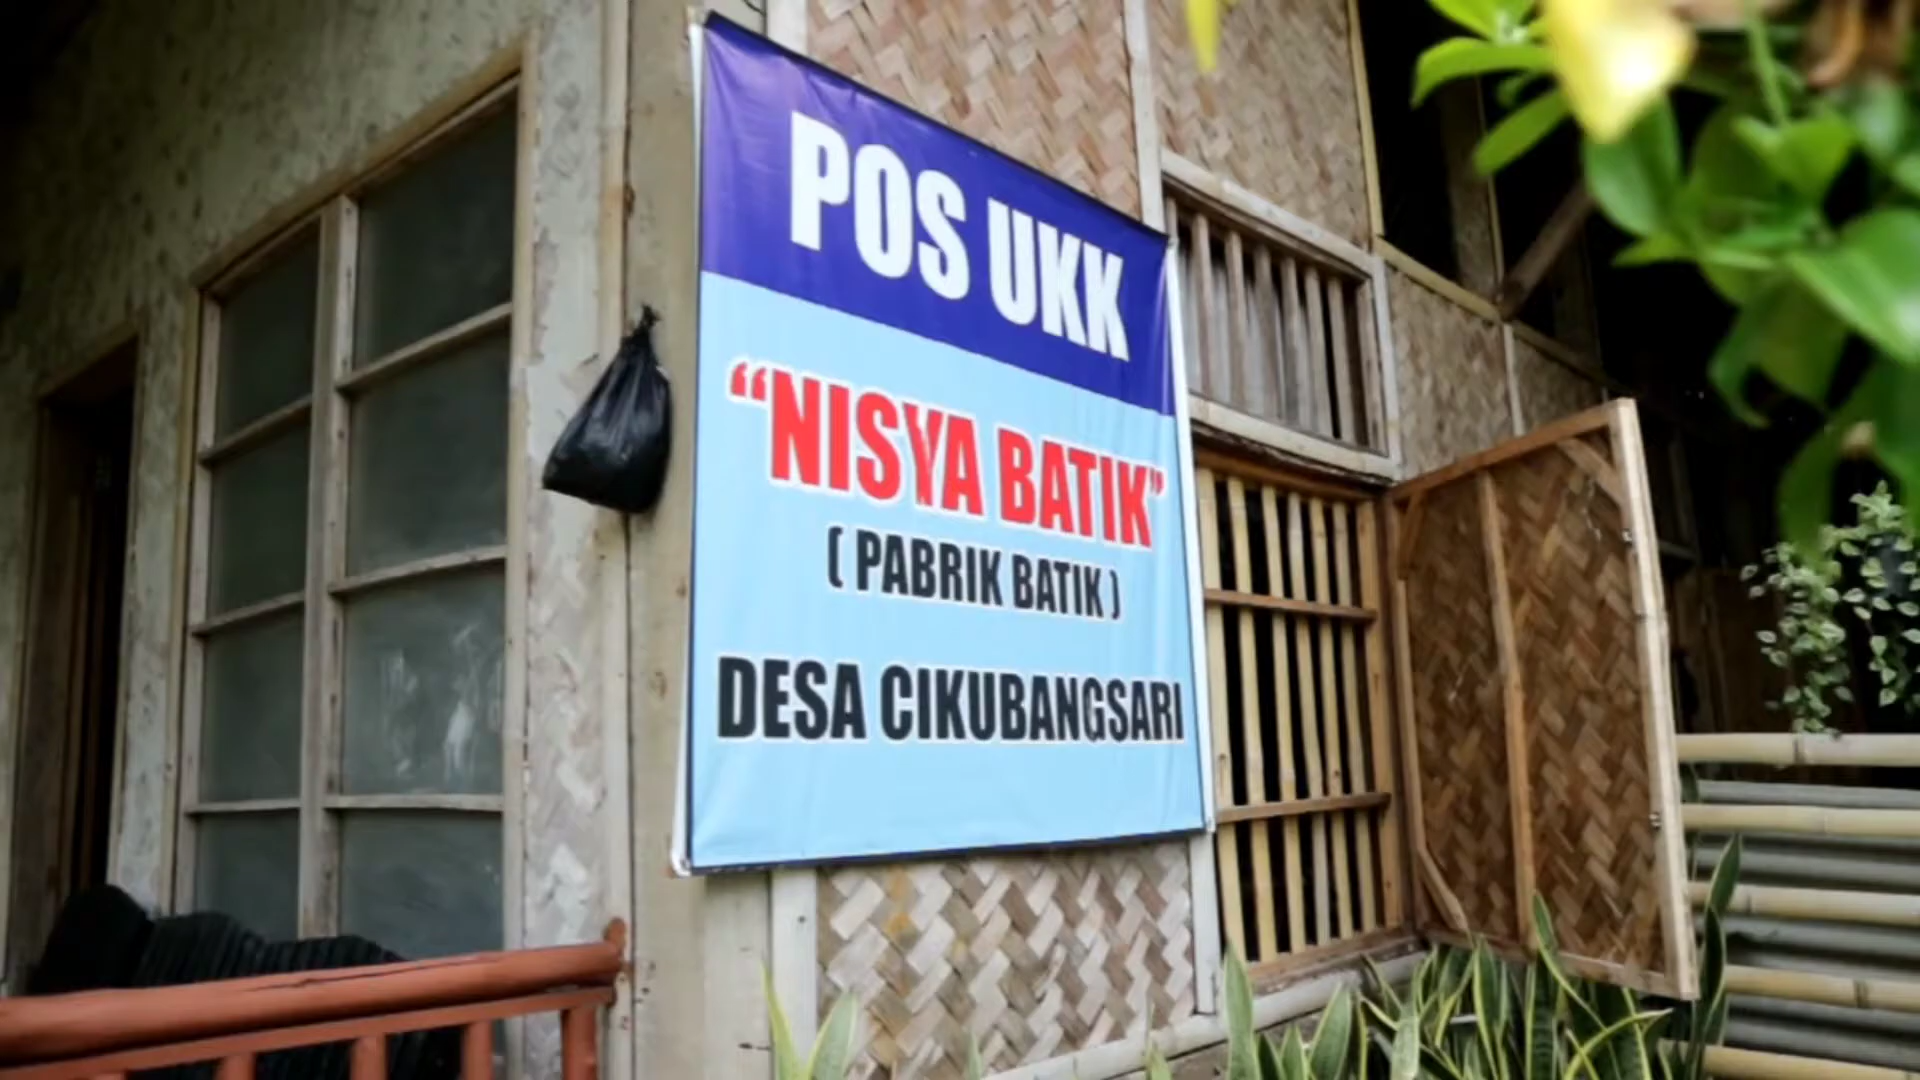 POS UKK
“NISYA BATIK”
( PABRIK BATIK )
DESA CIKUBANGSARI